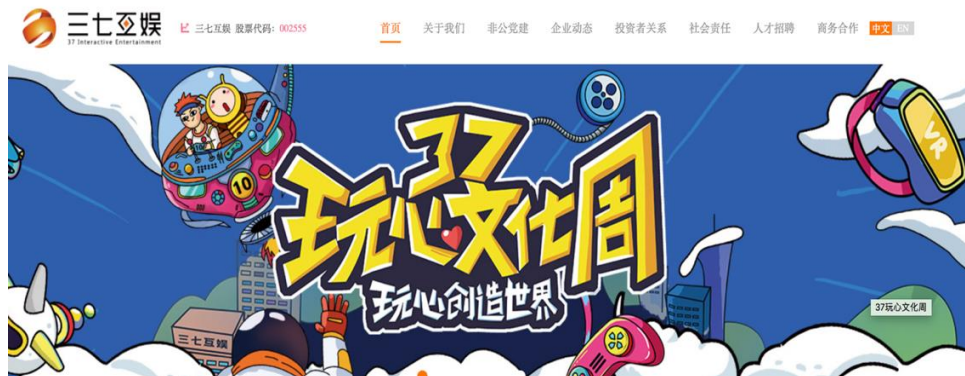 三七互娱
37 Interactive Entertainment
三七互娱 股票代码：002555
首页 关于我们 非公党建 企业动态 投资者关系 社会责任 人才招聘 商务合作 中文 EN
37
玩心文化周
玩心创造世界
10
10
VR
三七互娱
37玩心文化周